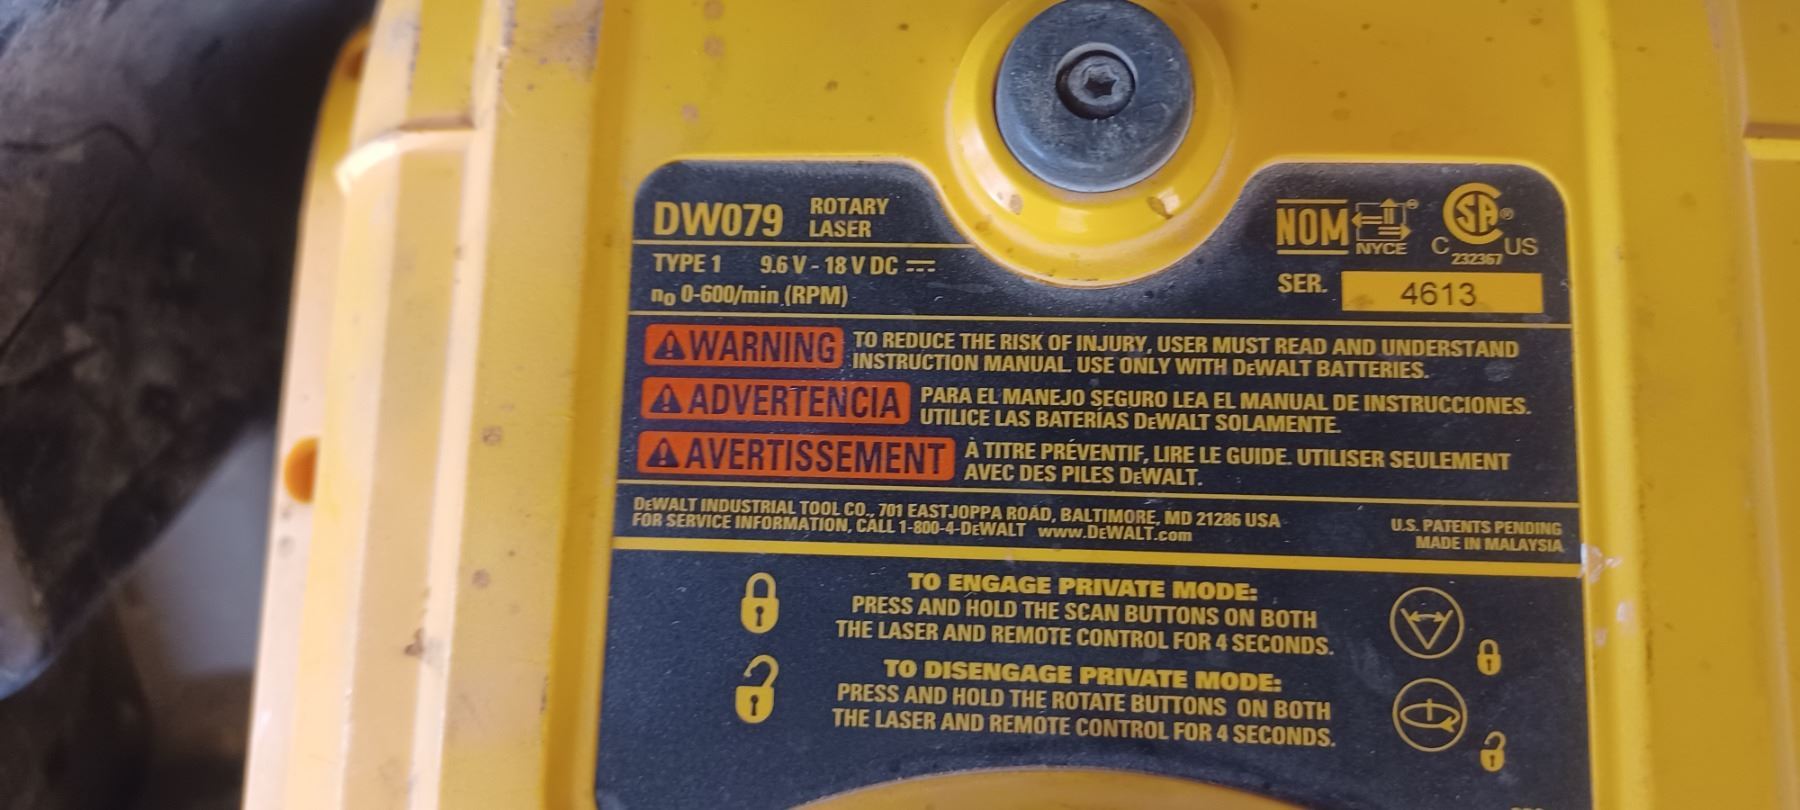 DW079 ROTARY LASER
NOM NYCE ® SA ® C US
232367
TYPE 1 9.6 V - 18 V DC
n₀ 0-600/min (RPM)
SER. 4613
WARNING TO REDUCE THE RISK OF INJURY, USER MUST READ AND UNDERSTAND
INSTRUCTION MANUAL. USE ONLY WITH DeWALT BATTERIES.
ADVERTENCIA PARA EL MANEJO SEGURO LEA EL MANUAL DE INSTRUCCIONES.
UTILICE LAS BATERÍAS DeWALT SOLAMENTE.
AVERTISSEMENT À TITRE PRÉVENTIF, LIRE LE GUIDE. UTILISER SEULEMENT
AVEC DES PILES DeWALT.
DeWALT INDUSTRIAL TOOL CO., 701 EAST JOPPA ROAD, BALTIMORE, MD 21286 USA
FOR SERVICE INFORMATION, CALL 1-800-4-DeWALT www.DeWALT.com
U.S. PATENTS PENDING
MADE IN MALAYSIA
TO ENGAGE PRIVATE MODE:
PRESS AND HOLD THE SCAN BUTTONS ON BOTH
THE LASER AND REMOTE CONTROL FOR 4 SECONDS.
TO DISENGAGE PRIVATE MODE:
PRESS AND HOLD THE ROTATE BUTTONS ON BOTH
THE LASER AND REMOTE CONTROL FOR 4 SECONDS.